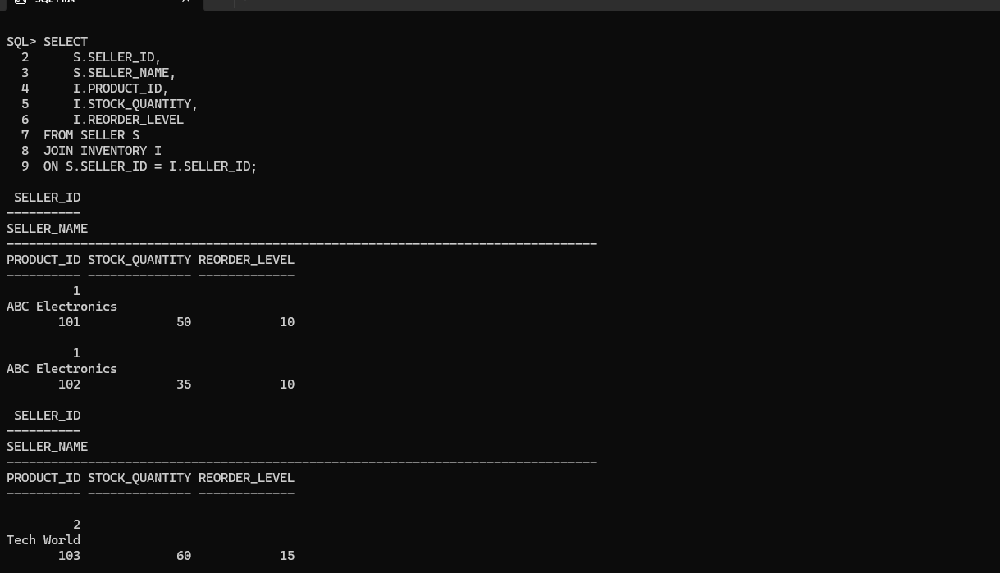 SQL Plus
SQL> SELECT
  2      S.SELLER_ID,
  3      S.SELLER_NAME,
  4      I.PRODUCT_ID,
  5      I.STOCK_QUANTITY,
  6      I.REORDER_LEVEL
  7  FROM SELLER S
  8  JOIN INVENTORY I
  9  ON S.SELLER_ID = I.SELLER_ID;
 SELLER_ID
----------
SELLER_NAME
--------------------------------------------------------------------------------
PRODUCT_ID STOCK_QUANTITY REORDER_LEVEL
---------- -------------- -------------
         1
ABC Electronics
       101             50            10
         1
ABC Electronics
       102             35            10
 SELLER_ID
----------
SELLER_NAME
--------------------------------------------------------------------------------
PRODUCT_ID STOCK_QUANTITY REORDER_LEVEL
---------- -------------- -------------
         2
Tech World
       103             60            15